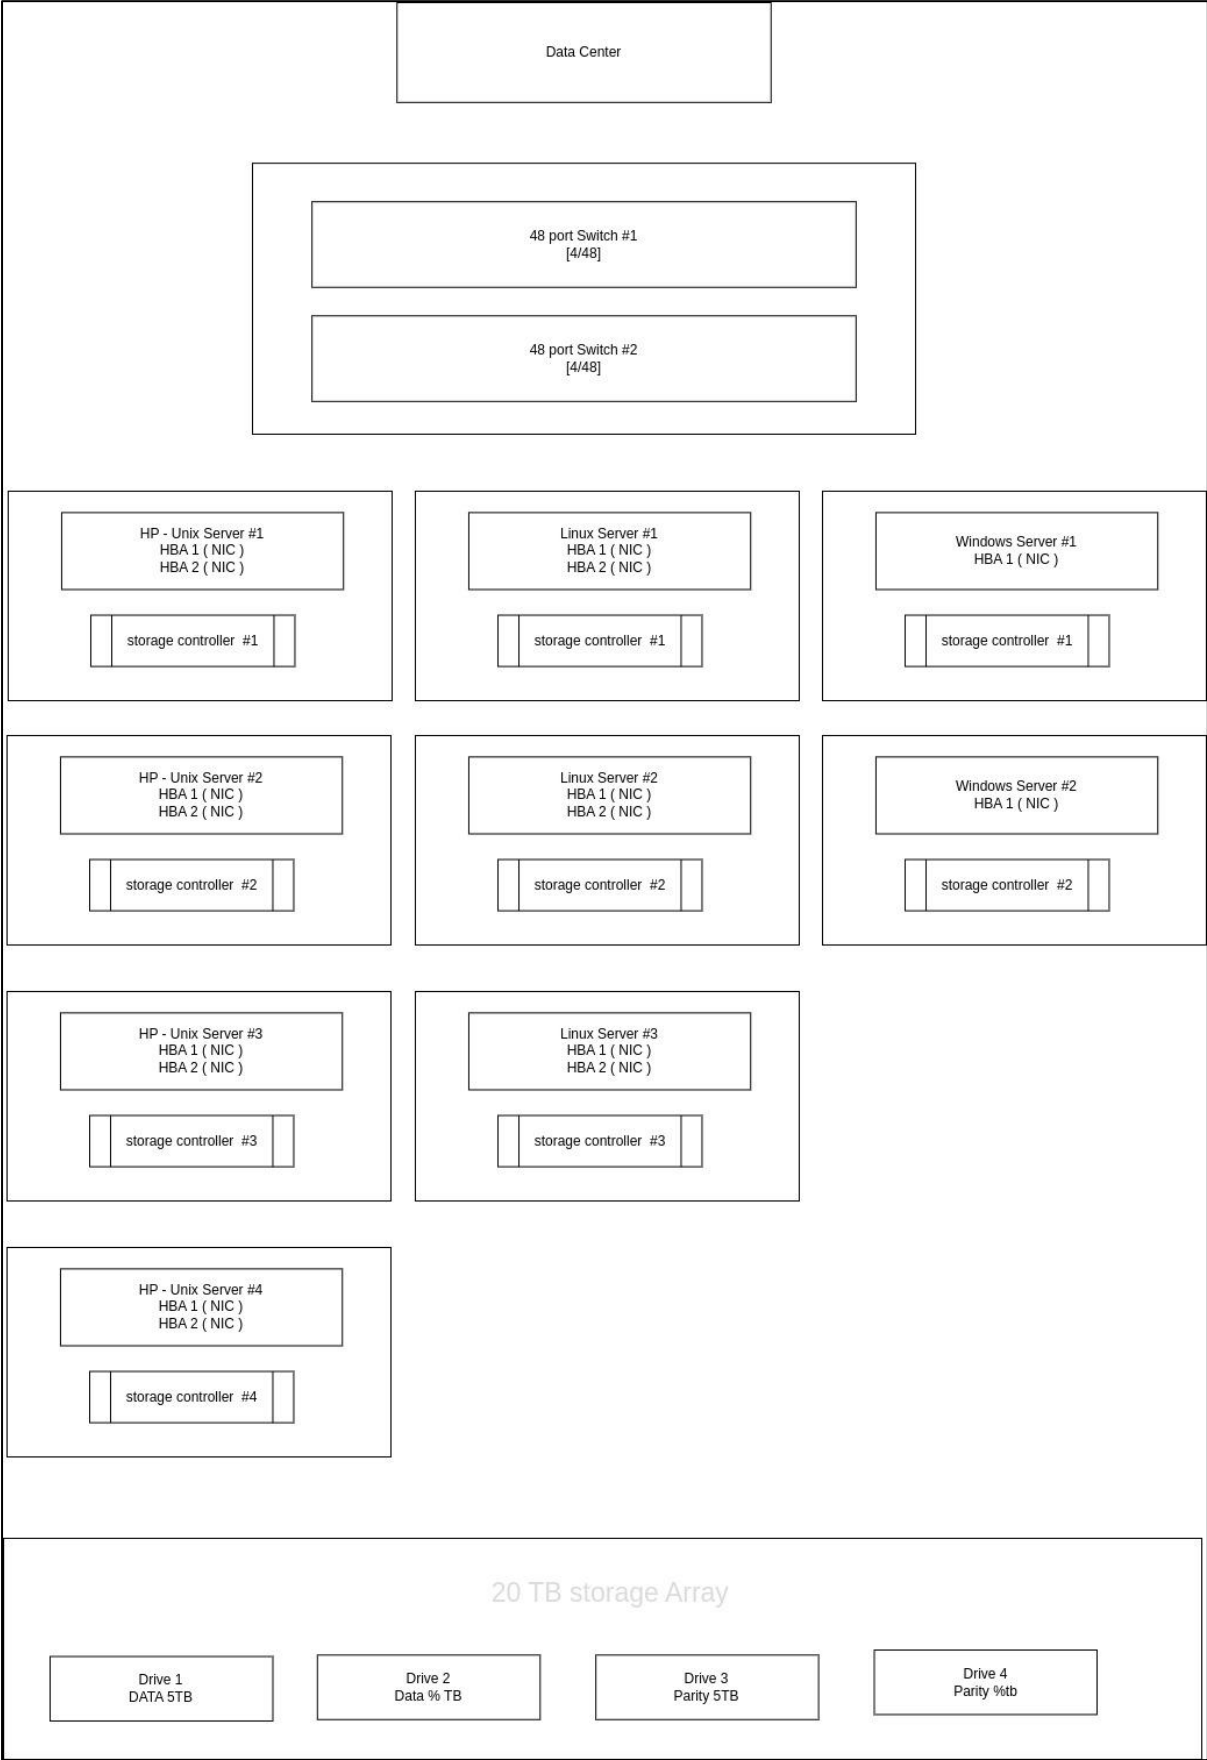 Data Center
48 port Switch #1
[4/48]
48 port Switch #2
[4/48]
HP - Unix Server #1
HBA 1 ( NIC )
HBA 2 ( NIC )
storage controller #1
Linux Server #1
HBA 1 ( NIC )
HBA 2 ( NIC )
storage controller #1
Windows Server #1
HBA 1 ( NIC )
storage controller #1
HP - Unix Server #2
HBA 1 ( NIC )
HBA 2 ( NIC )
storage controller #2
Linux Server #2
HBA 1 ( NIC )
HBA 2 ( NIC )
storage controller #2
Windows Server #2
HBA 1 ( NIC )
storage controller #2
HP - Unix Server #3
HBA 1 ( NIC )
HBA 2 ( NIC )
storage controller #3
Linux Server #3
HBA 1 ( NIC )
HBA 2 ( NIC )
storage controller #3
HP - Unix Server #4
HBA 1 ( NIC )
HBA 2 ( NIC )
storage controller #4
20 TB storage Array
Drive 1
DATA 5TB
Drive 2
Data % TB
Drive 3
Parity 5TB
Drive 4
Parity %tb